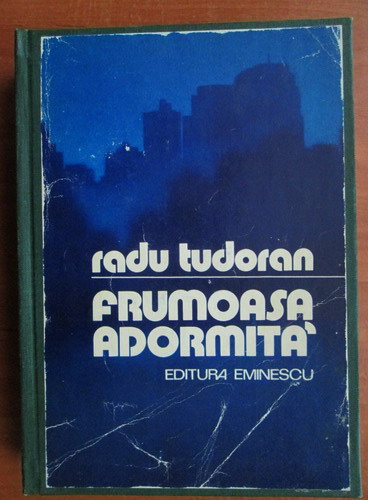 radu tudoran
FRUMOASA
ADORMITĂ
EDITURA EMINESCU